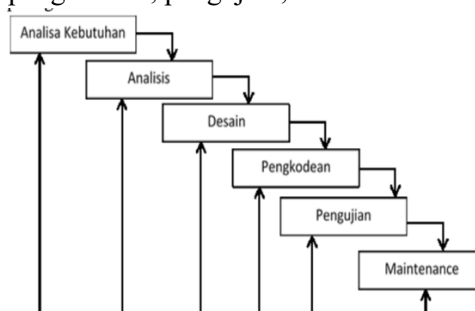 Analisa Kebutuhan
Analisis
Desain
Pengkodean
Pengujian
Maintenance